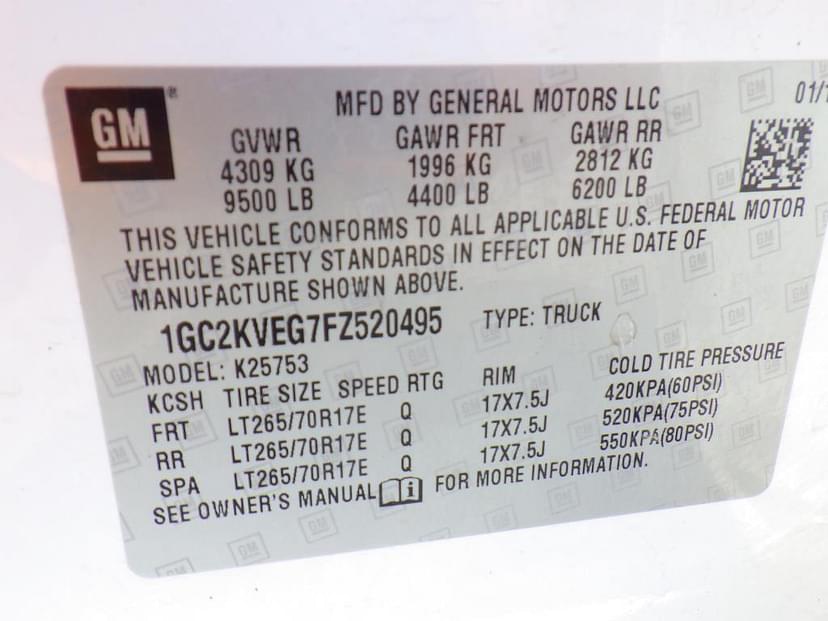 GM ®
MFD BY GENERAL MOTORS LLC 01/
GVWR GAWR FRT GAWR RR
4309 KG 1996 KG 2812 KG
9500 LB 4400 LB 6200 LB
THIS VEHICLE CONFORMS TO ALL APPLICABLE U.S. FEDERAL MOTOR
VEHICLE SAFETY STANDARDS IN EFFECT ON THE DATE OF
MANUFACTURE SHOWN ABOVE.
1GC2KVEG7FZ520495 TYPE: TRUCK
MODEL: K25753
KCSH TIRE SIZE SPEED RTG RIM COLD TIRE PRESSURE
FRT LT265/70R17E Q 17X7.5J 420KPA(60PSI)
RR LT265/70R17E Q 17X7.5J 520KPA(75PSI)
SPA LT265/70R17E Q 17X7.5J 550KPA(80PSI)
SEE OWNER'S MANUAL i FOR MORE INFORMATION.